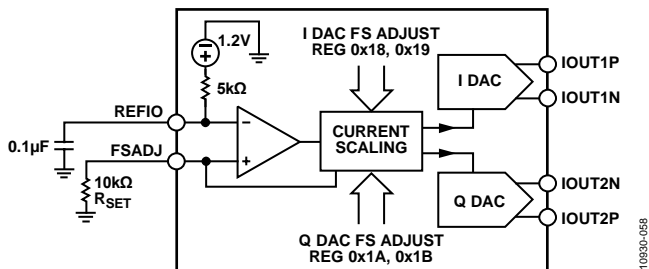 1.2V
I DAC FS ADJUST
REG 0x18, 0x19
5kΩ
REFIO
0.1µF
FSADJ
10kΩ
RSET
–
+
CURRENT
SCALING
I DAC
IOUT1P
IOUT1N
Q DAC
IOUT2N
IOUT2P
Q DAC FS ADJUST
REG 0x1A, 0x1B
10930-058